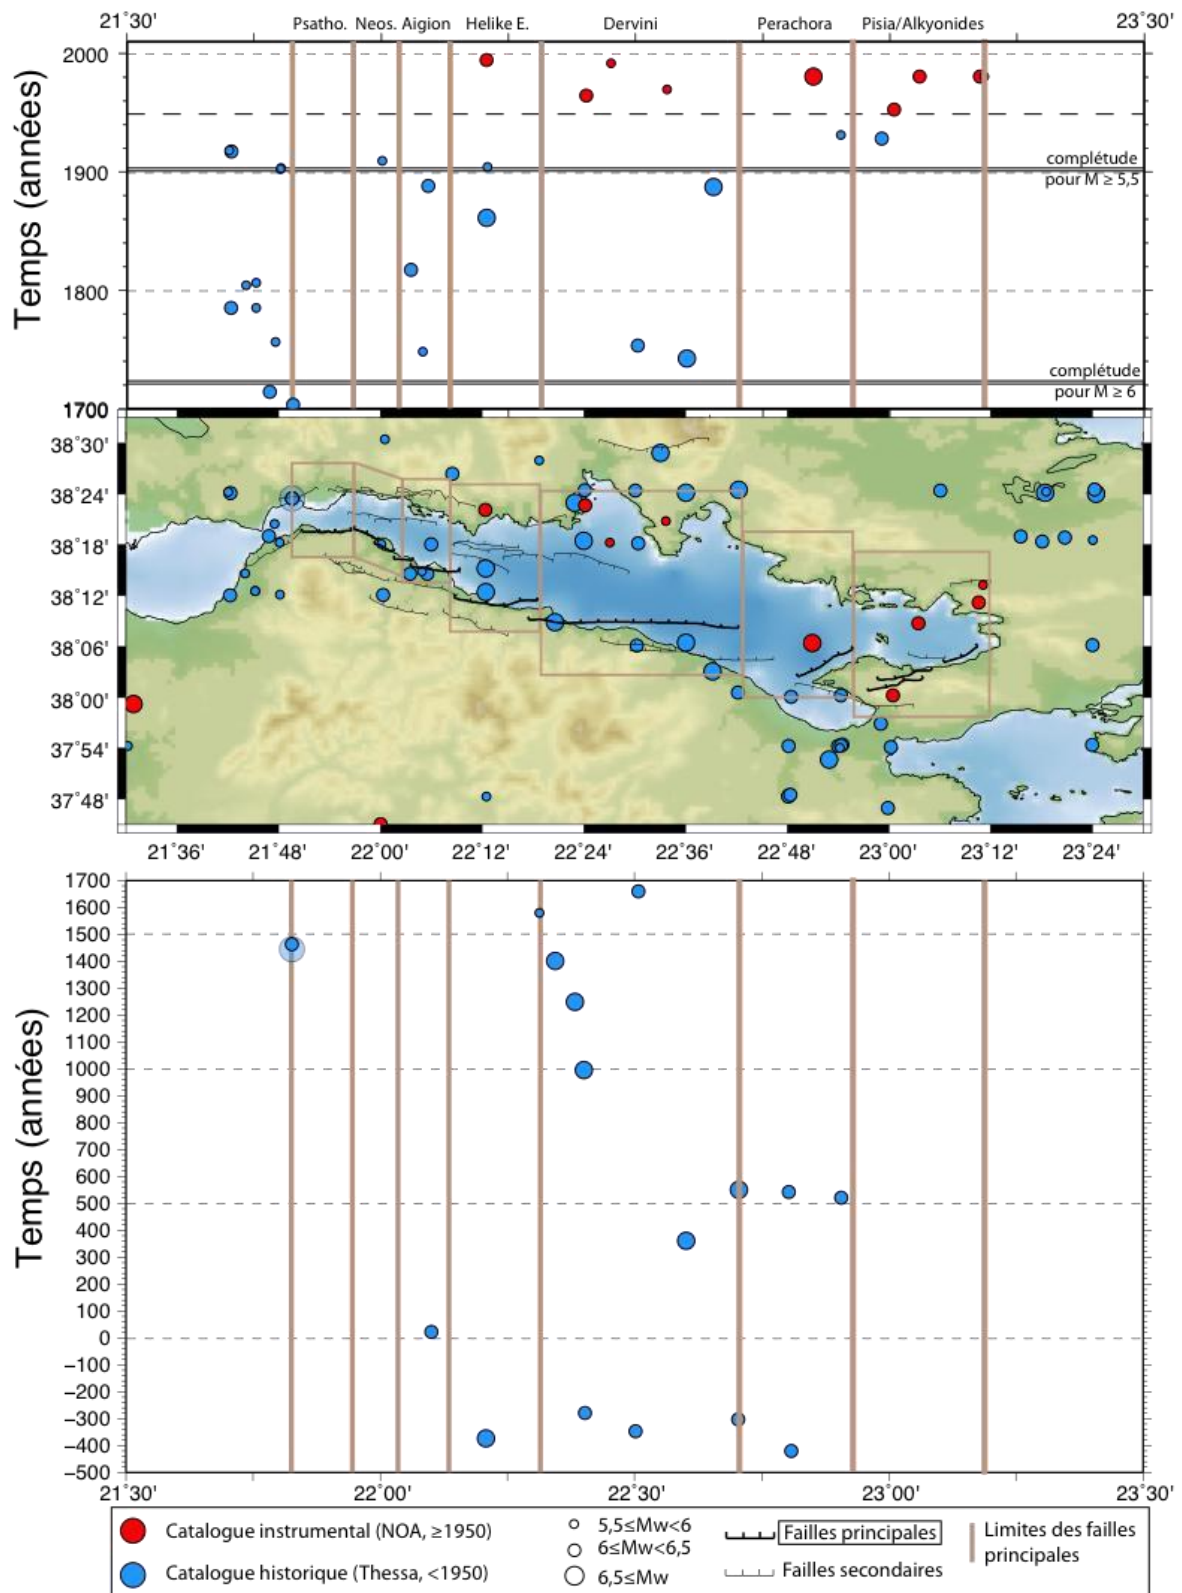 21˚30'
Psatho.
Neos.
Aigion
Helike E.
Dervini
Perachora
Pisia/Alkyonides
23˚30'
Temps (années)
2000
1900
1800
1700
complétude
pour M ≥ 5,5
complétude
pour M ≥ 6
38˚30'
38˚24'
38˚18'
38˚12'
38˚06'
38˚00'
37˚54'
37˚48'
21˚36'
21˚48'
22˚00'
22˚12'
22˚24'
22˚36'
22˚48'
23˚00'
23˚12'
23˚24'
Temps (années)
1700
1600
1500
1400
1300
1200
1100
1000
900
800
700
600
500
400
300
200
100
0
−100
−200
−300
−400
−500
21˚30'
22˚00'
22˚30'
23˚00'
23˚30'
Catalogue instrumental (NOA, ≥1950)
Catalogue historique (Thessa, <1950)
5,5≤Mw<6
6≤Mw<6,5
6,5≤Mw
Failles principales
Failles secondaires
Limites des failles
principales